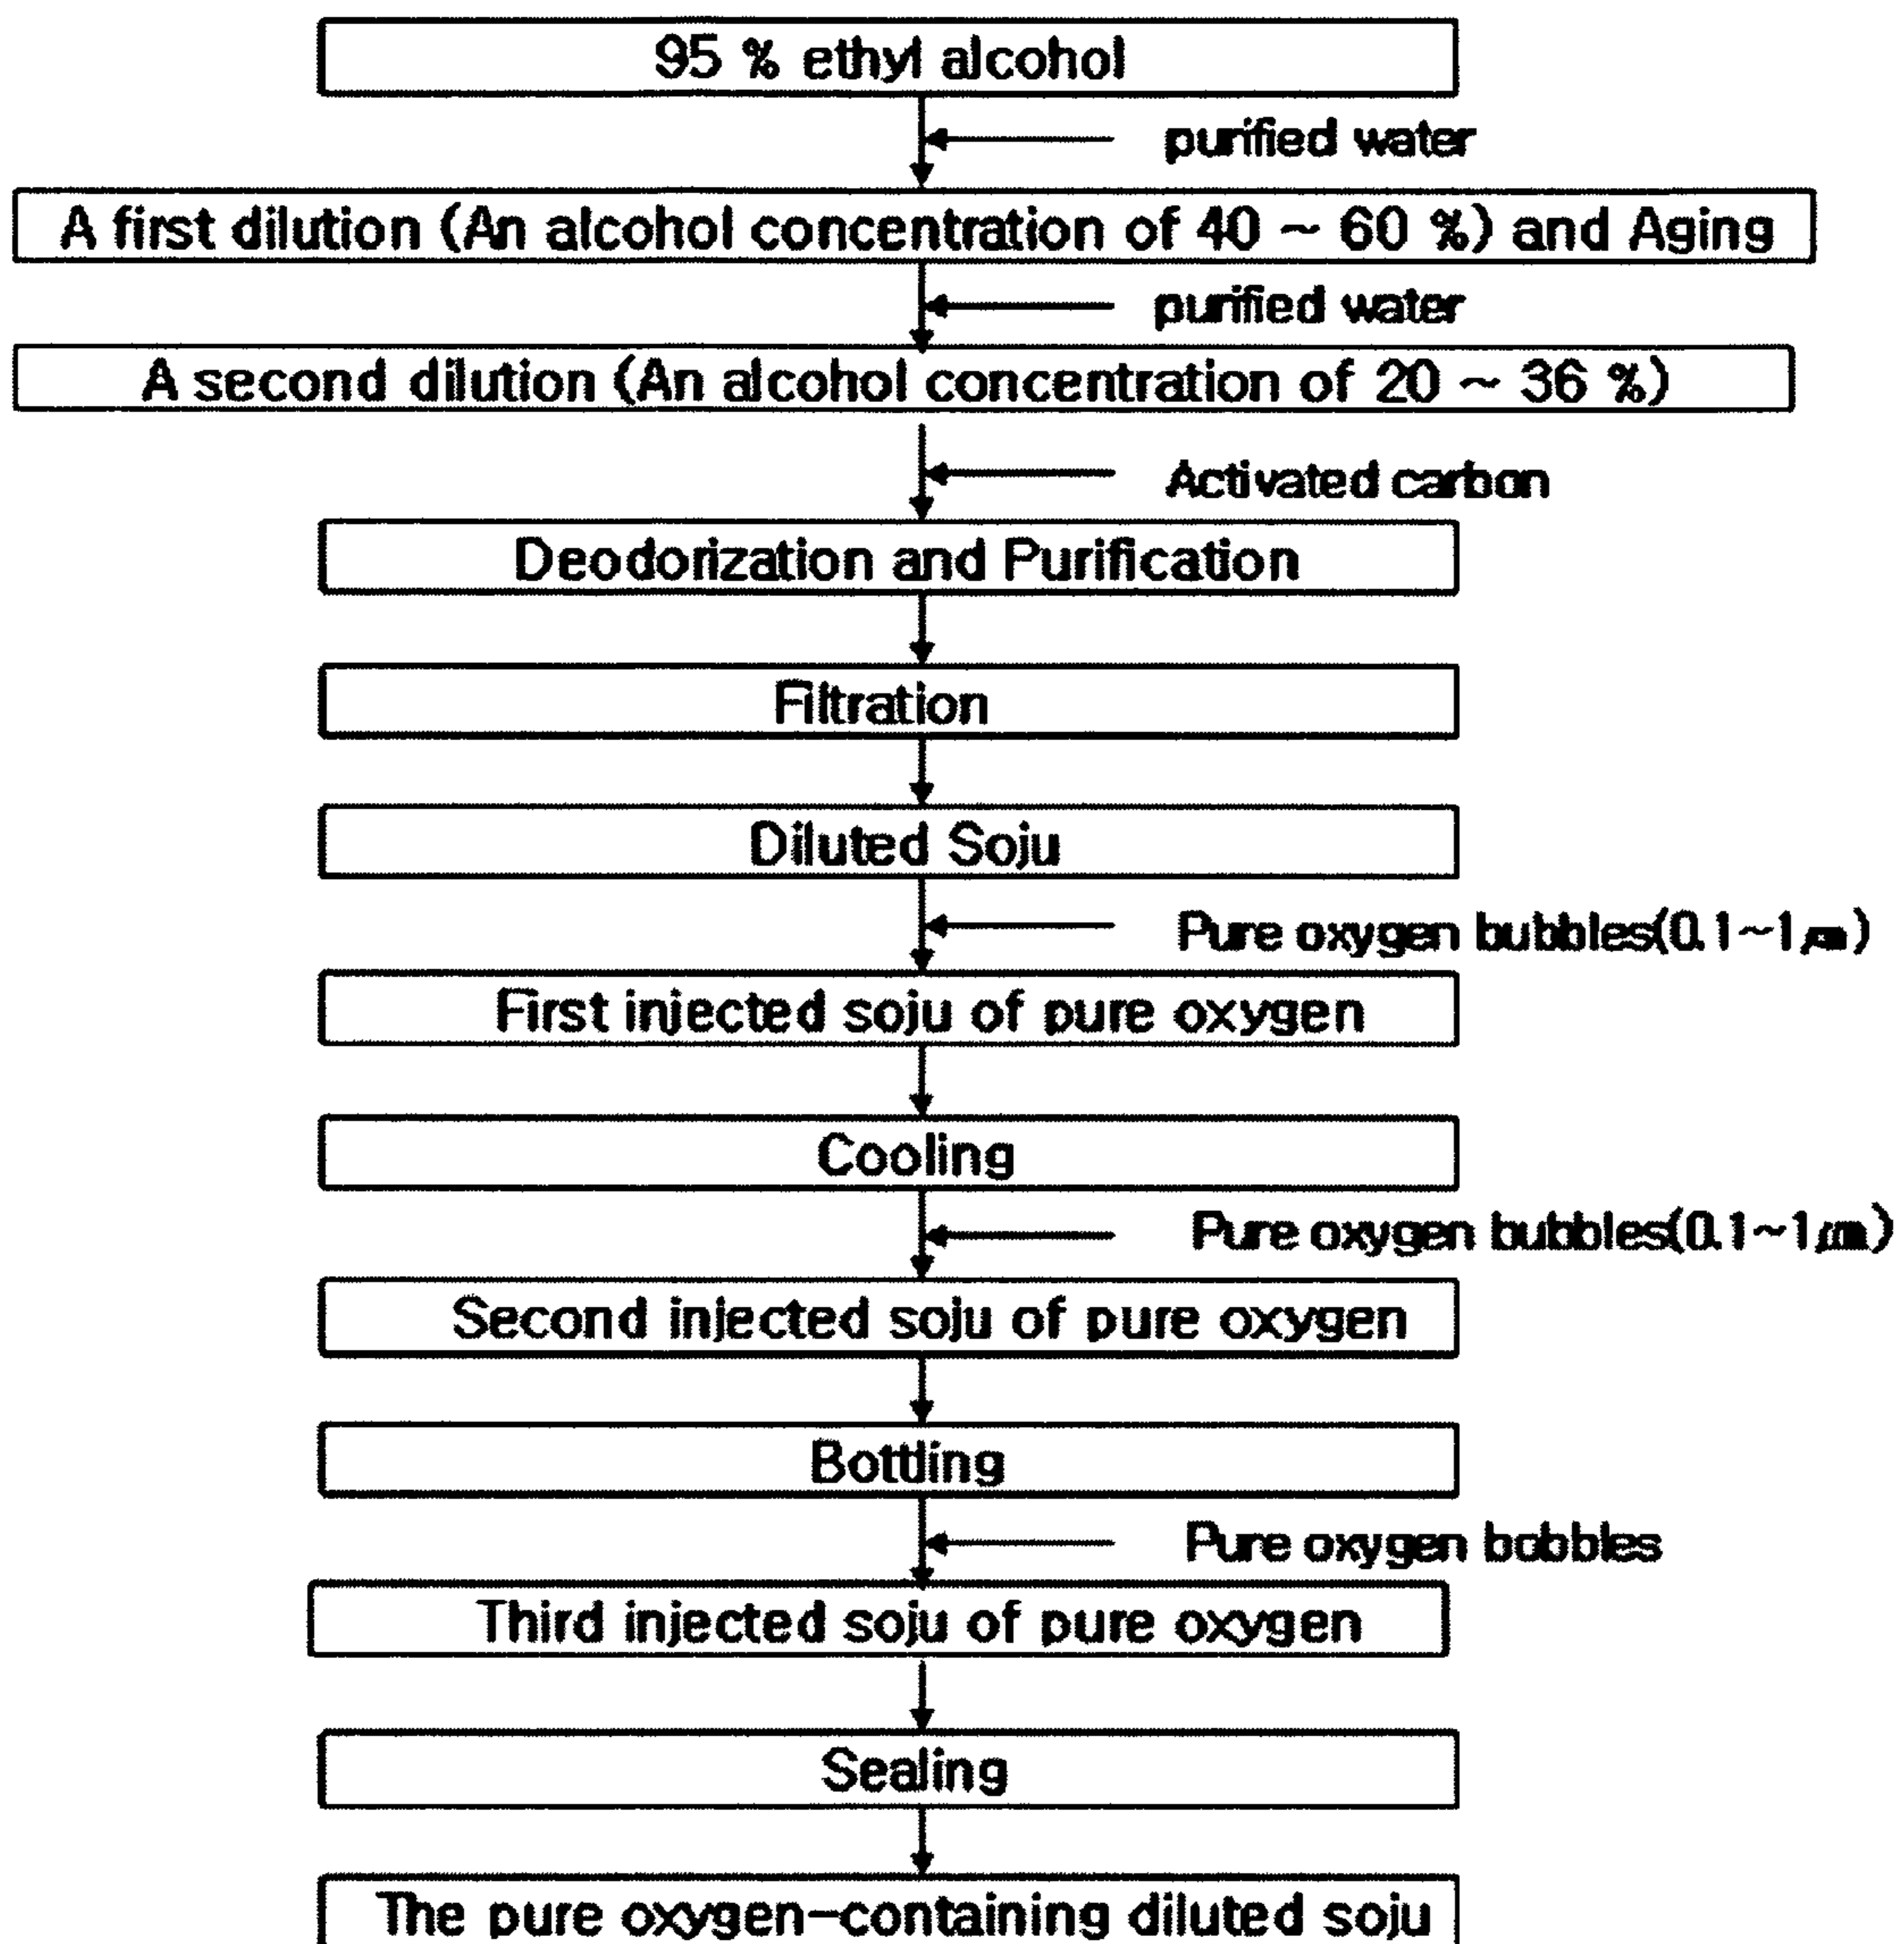 95 % ethyl alcohol
purified water
A first dilution (An alcohol concentration of 40 ~ 60 %) and Aging
purified water
A second dilution (An alcohol concentration of 20 ~ 36 %)
Activated carbon
Deodorization and Purification
Filtration
Diluted Soju
Pure oxygen bubbles(0.1~1㎛)
First injected soju of pure oxygen
Cooling
Pure oxygen bubbles(0.1~1㎛)
Second injected soju of pure oxygen
Bottling
Pure oxygen bobbles
Third injected soju of pure oxygen
Sealing
The pure oxygen-containing diluted soju